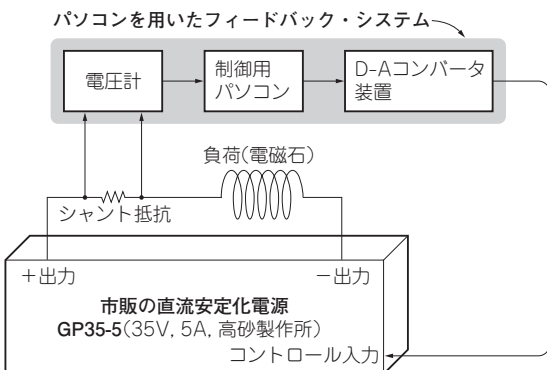 パソコンを用いたフィードバック・システム
電圧計
制御用
パソコン
D-Aコンバータ
装置
負荷(電磁石)
シャント抵抗
＋出力
－出力
市販の直流安定化電源
GP35-5(35V, 5A, 高砂製作所)
コントロール入力